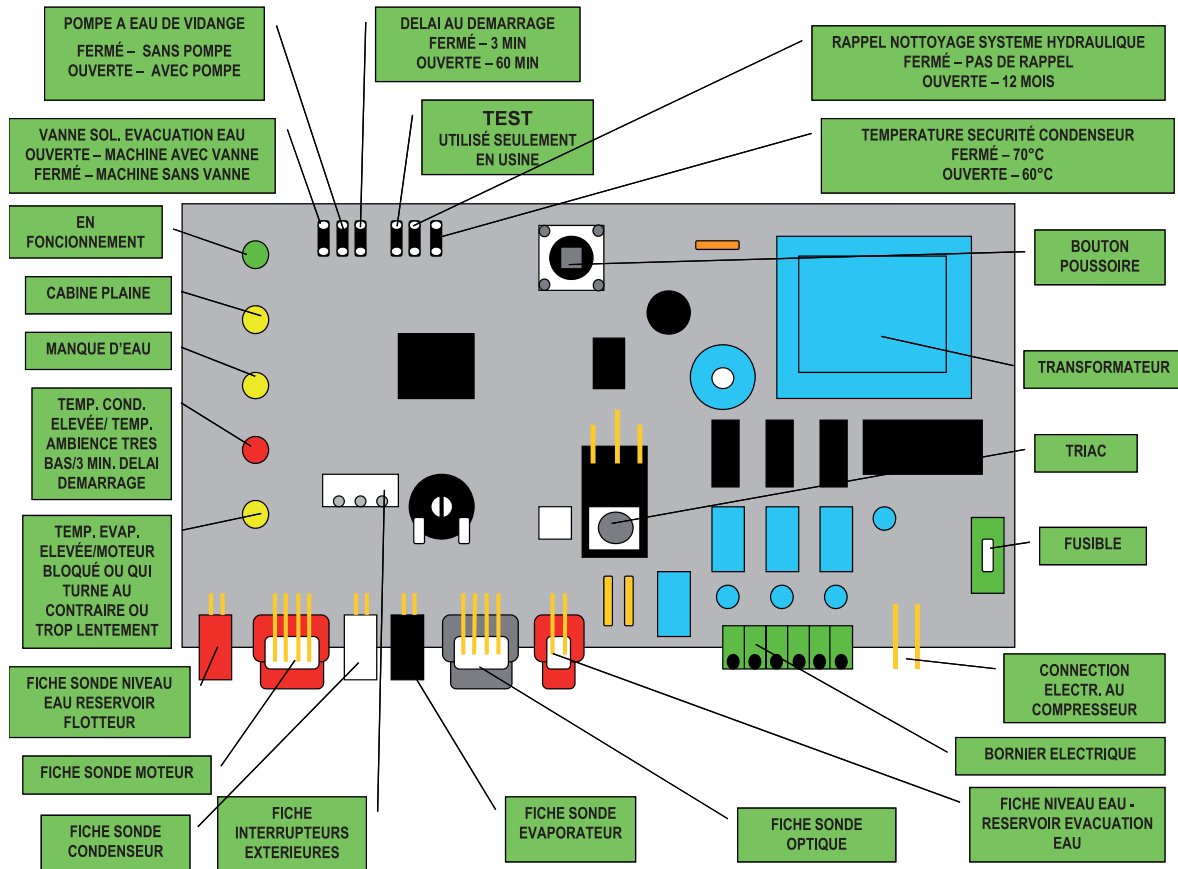 POMPE A EAU DE VIDANGE
FERMÉ – SANS POMPE
OUVERTE – AVEC POMPE
DELAI AU DEMARRAGE
FERMÉ – 3 MIN
OUVERTE – 60 MIN
RAPPEL NOTTOYAGE SYSTEME HYDRAULIQUE
FERMÉ – PAS DE RAPPEL
OUVERTE – 12 MOIS
VANNE SOL. EVACUATION EAU
OUVERTE – MACHINE AVEC VANNE
FERMÉ – MACHINE SANS VANNE
TEST
UTILISÉ SEULEMENT
EN USINE
TEMPERATURE SECURITÉ CONDENSEUR
FERMÉ – 70°C
OUVERTE – 60°C
EN
FONCIONNEMENT
BOUTON
POUSSOIRE
CABINE PLAINE
MANQUE D'EAU
TRANSFORMATEUR
TEMP. COND.
ELEVÉE/ TEMP.
AMBIENCE TRES
BAS/3 MIN. DELAI
DEMARRAGE
TRIAC
TEMP. EVAP.
ELEVÉE/MOTEUR
BLOQUÉ OU QUI
TURNE AU
CONTRAIRE OU
TROP LENTEMENT
FUSIBLE
FICHE SONDE NIVEAU
EAU RESERVOIR
FLOTTEUR
CONNECTION
ELECTR. AU
COMPRESSEUR
FICHE SONDE MOTEUR
BORNIER ELECTRIQUE
FICHE SONDE
CONDENSEUR
FICHE
INTERRUPTEURS
EXTERIEURES
FICHE SONDE
EVAPORATEUR
FICHE SONDE
OPTIQUE
FICHE NIVEAU EAU -
RESERVOIR EVACUATION
EAU